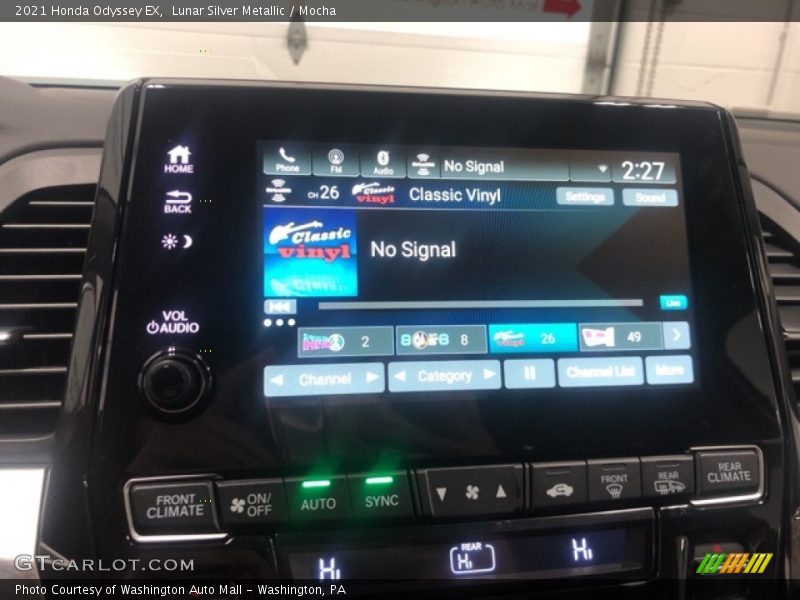 2021 Honda Odyssey EX,  Lunar Silver Metallic / Mocha
HOME
BACK
VOL
AUDIO
Phone
FM
Audio
No Signal
2:27
CH 26
Classic vinyl
Classic Vinyl
Settings
Sound
Classic vinyl
No Signal
Live
2
8
26
49
Channel
Category
Channel List
More
FRONT CLIMATE
ON/OFF
AUTO
SYNC
FRONT
REAR
REAR CLIMATE
Hi
REAR
Hi
Hi
GTCARLOT.COM
Photo Courtesy of Washington Auto Mall – Washington, PA